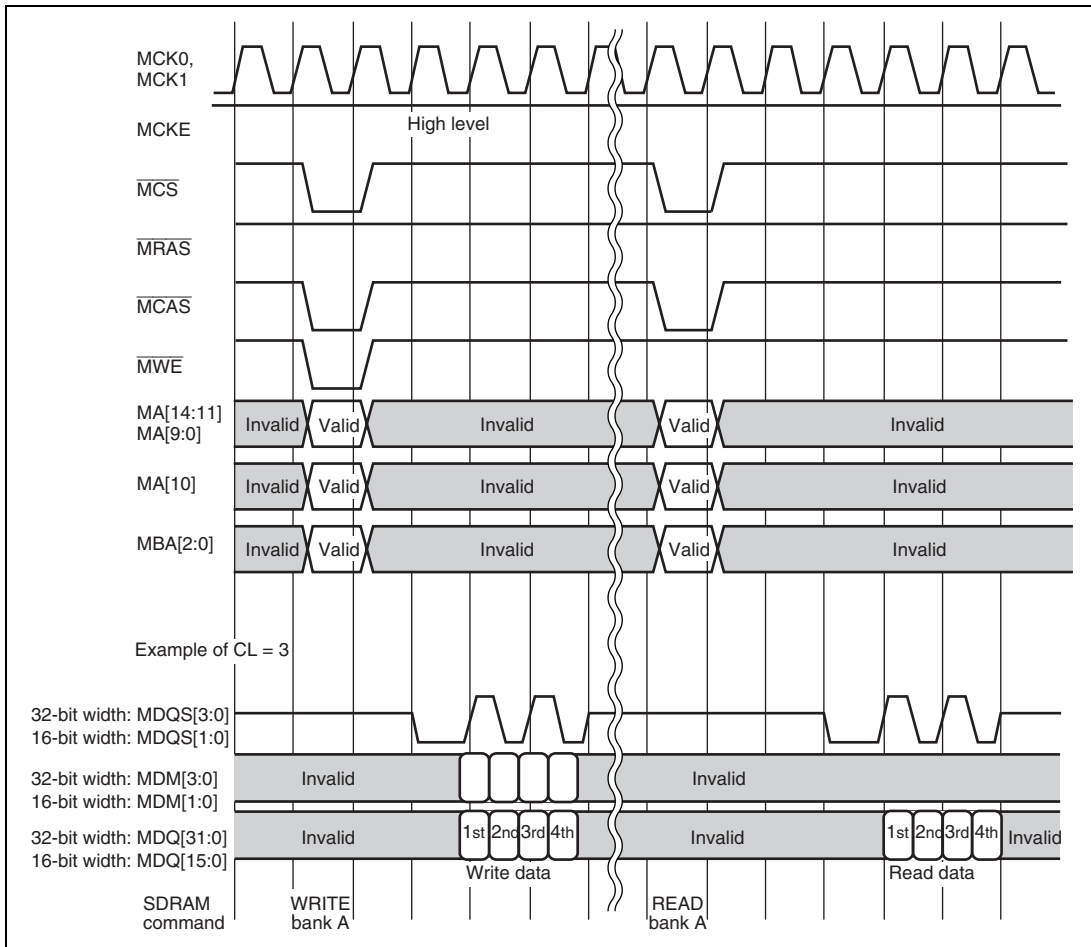 MCK0,
MCK1
MCKE
High level
MCS
MRAS
MCAS
MWE
MA[14:11]
MA[9:0]
Invalid Valid Invalid Valid Invalid
MA[10]
Invalid Valid Invalid Valid Invalid
MBA[2:0]
Invalid Valid Invalid Valid Invalid
Example of CL = 3
32-bit width: MDQS[3:0]
16-bit width: MDQS[1:0]
32-bit width: MDM[3:0]
16-bit width: MDM[1:0]
Invalid Invalid
32-bit width: MDQ[31:0]
16-bit width: MDQ[15:0]
Invalid 1st 2nd 3rd 4th Invalid 1st 2nd 3rd 4th Invalid
Write data Read data
SDRAM
command
WRITE
bank A
READ
bank A